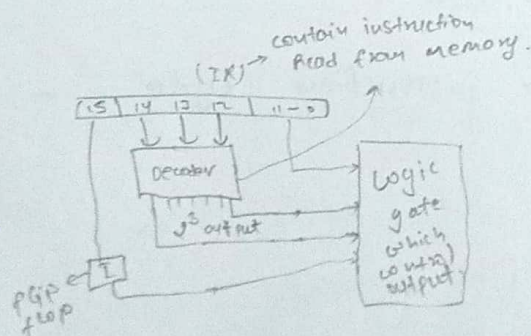 contain instruction
Read from memory.
(IR)
15 14 13 12 11-0
Decoder
2³ output
I
flip
flop
Logic
gate
which
control
output